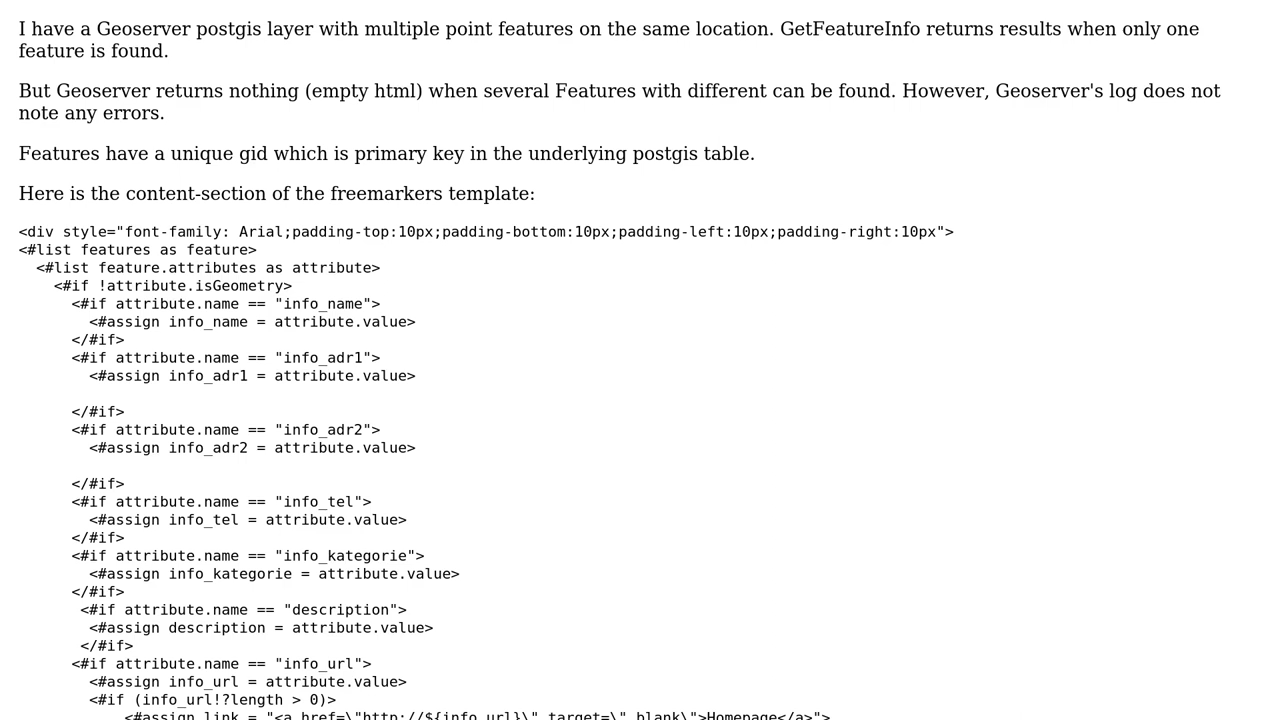 I have a Geoserver postgis layer with multiple point features on the same location. GetFeatureInfo returns results when only one
feature is found.
But Geoserver returns nothing (empty html) when several Features with different can be found. However, Geoserver's log does not
note any errors.
Features have a unique gid which is primary key in the underlying postgis table.
Here is the content-section of the freemarkers template:
<div style="font-family: Arial;padding-top:10px;padding-bottom:10px;padding-left:10px;padding-right:10px">
<#list features as feature>
  <#list feature.attributes as attribute>
    <#if !attribute.isGeometry>
      <#if attribute.name == "info_name">
        <#assign info_name = attribute.value>
      </#if>
      <#if attribute.name == "info_adr1">
        <#assign info_adr1 = attribute.value>
      </#if>
      <#if attribute.name == "info_adr2">
        <#assign info_adr2 = attribute.value>
      </#if>
      <#if attribute.name == "info_tel">
        <#assign info_tel = attribute.value>
      </#if>
      <#if attribute.name == "info_kategorie">
        <#assign info_kategorie = attribute.value>
      </#if>
       <#if attribute.name == "description">
        <#assign description = attribute.value>
       </#if>
      <#if attribute.name == "info_url">
        <#assign info_url = attribute.value>
        <#if (info_url!?length > 0)>
            <#assign link = "<a href=\"http://${info_url}\" target=\"_blank\">Homepage</a>">